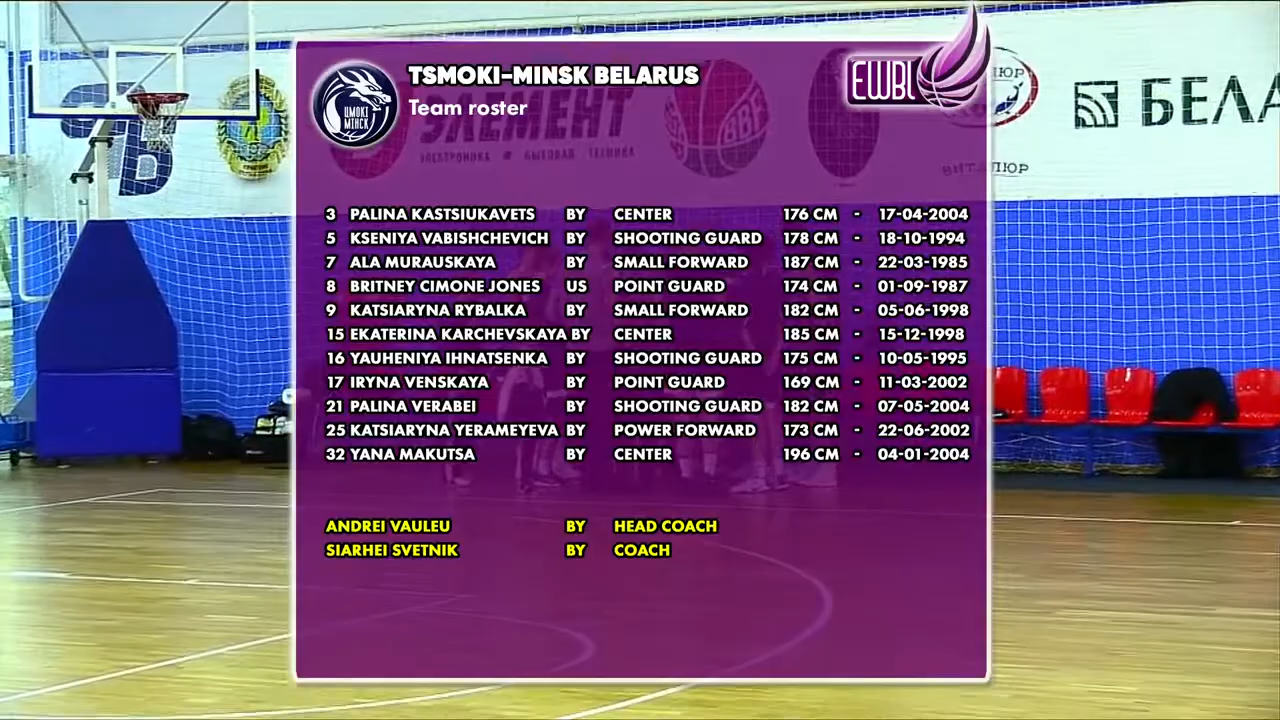 TSMOKI-MINSK BELARUS
Team roster
ЦМОКІ
МІНСК
EWBL
ЭЛЕМЕНТ
ЭЛЕКТРОНИКА И БЫТОВАЯ ТЕХНИКА
БЕЛА
3 PALINA KASTSIUKAVETS BY CENTER 176 CM - 17-04-2004
5 KSENIYA VABISHCHEVICH BY SHOOTING GUARD 178 CM - 18-10-1994
7 ALA MURAUSKAYA BY SMALL FORWARD 187 CM - 22-03-1985
8 BRITNEY CIMONE JONES US POINT GUARD 174 CM - 01-09-1987
9 KATSIARYNA RYBALKA BY SMALL FORWARD 182 CM - 05-06-1998
15 EKATERINA KARCHEVSKAYA BY CENTER 185 CM - 15-12-1998
16 YAUHENIYA IHNATSENKA BY SHOOTING GUARD 175 CM - 10-05-1995
17 IRYNA VENSKAYA BY POINT GUARD 169 CM - 11-03-2002
21 PALINA VERABEI BY SHOOTING GUARD 182 CM - 07-05-2004
25 KATSIARYNA YERAMEYEVA BY POWER FORWARD 173 CM - 22-06-2002
32 YANA MAKUTSA BY CENTER 196 CM - 04-01-2004
ANDREI VAULEU BY HEAD COACH
SIARHEI SVETNIK BY COACH